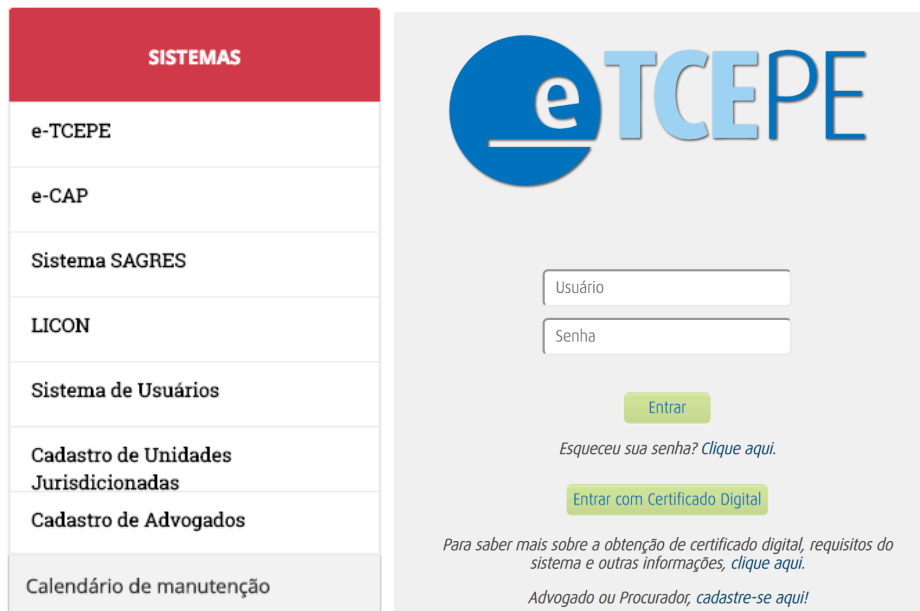 SISTEMAS
e-TCEPE
e-CAP
Sistema SAGRES
LICON
Sistema de Usuários
Cadastro de Unidades
Jurisdicionadas
Cadastro de Advogados
Calendário de manutenção
e TCEPE
Usuário
Senha
Entrar
Esqueceu sua senha? Clique aqui.
Entrar com Certificado Digital
Para saber mais sobre a obtenção de certificado digital, requisitos do
sistema e outras informações, clique aqui.
Advogado ou Procurador, cadastre-se aqui!